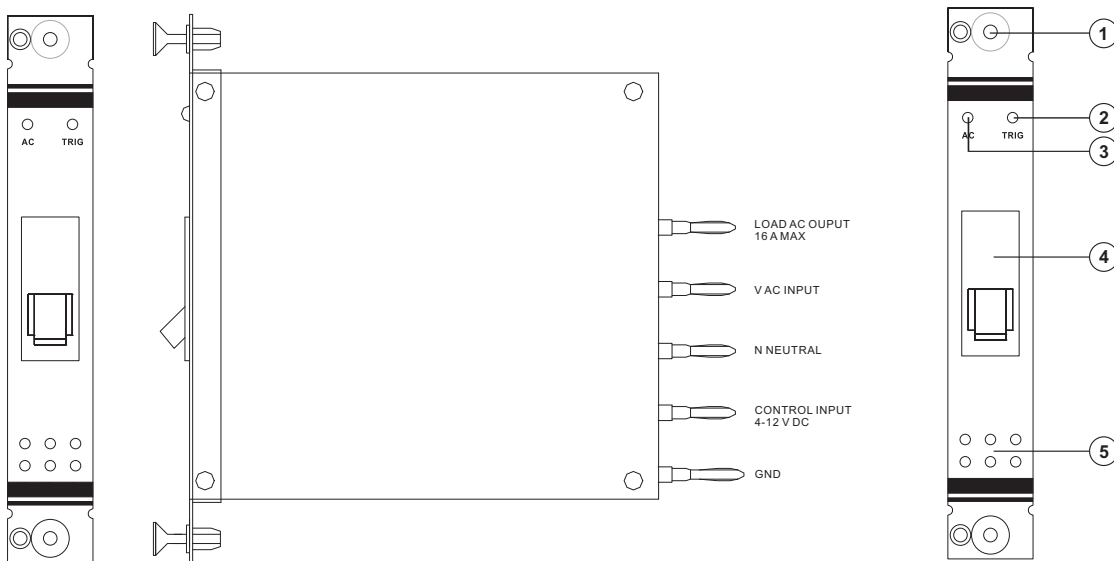 AC TRIG
LOAD AC OUPUT
16 A MAX
V AC INPUT
N NEUTRAL
CONTROL INPUT
4-12 V DC
GND
1
2
AC TRIG
3
4
5